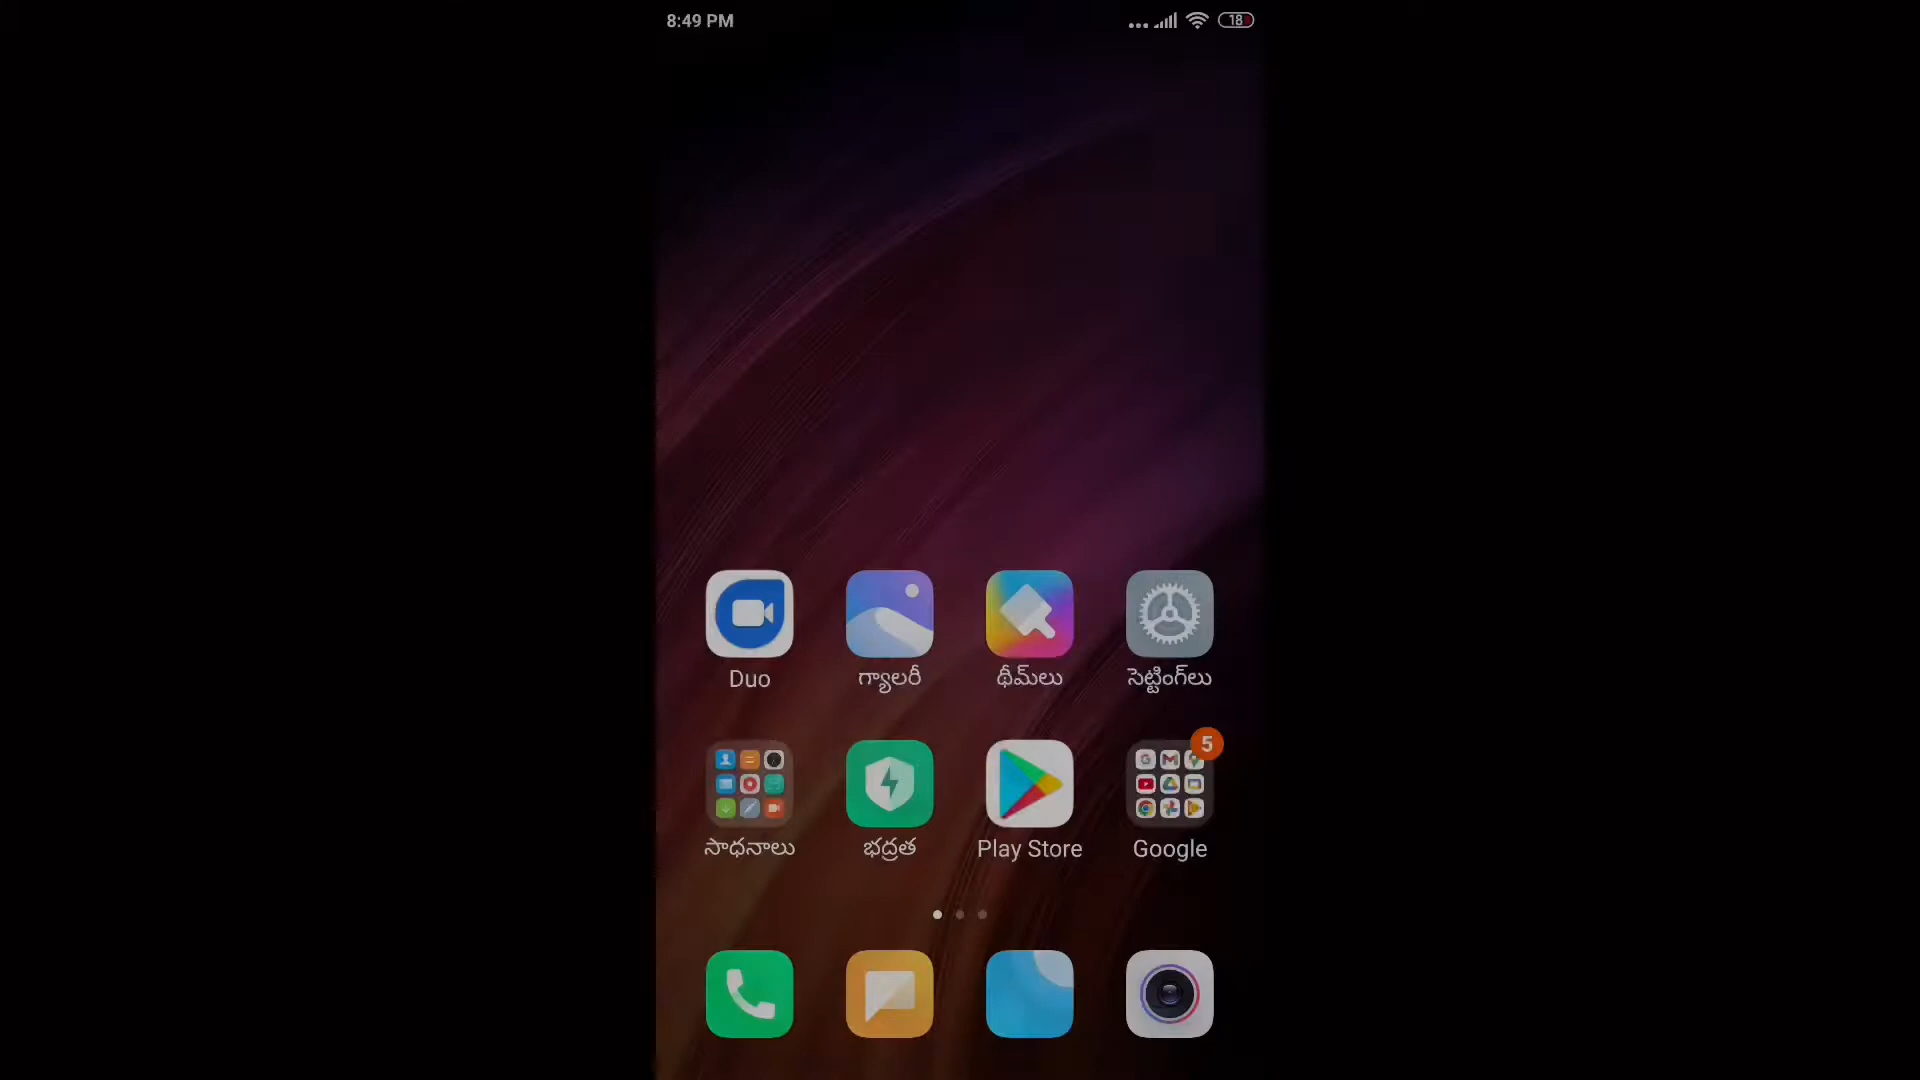 8:49 PM
18
Duo
గ్యాలరీ
థీమ్‌లు
సెట్టింగ్‌లు
5
సాధనాలు
భద్రత
Play Store
Google